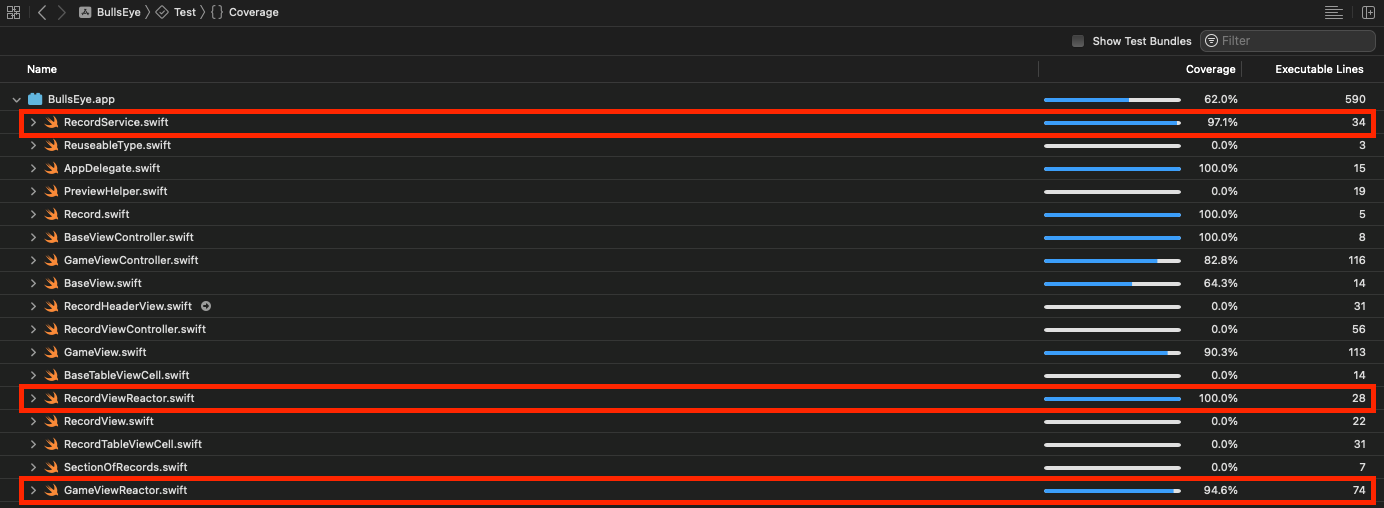 BullsEye Test {} Coverage
Show Test Bundles Filter
Name Coverage Executable Lines
BullsEye.app 62.0% 590
RecordService.swift 97.1% 34
ReuseableType.swift 0.0% 3
AppDelegate.swift 100.0% 15
PreviewHelper.swift 0.0% 19
Record.swift 100.0% 5
BaseViewController.swift 100.0% 8
GameViewController.swift 82.8% 116
BaseView.swift 64.3% 14
RecordHeaderView.swift 0.0% 31
RecordViewController.swift 0.0% 56
GameView.swift 90.3% 113
BaseTableViewCell.swift 0.0% 14
RecordViewReactor.swift 100.0% 28
RecordView.swift 0.0% 22
RecordTableViewCell.swift 0.0% 31
SectionOfRecords.swift 0.0% 7
GameViewReactor.swift 94.6% 74